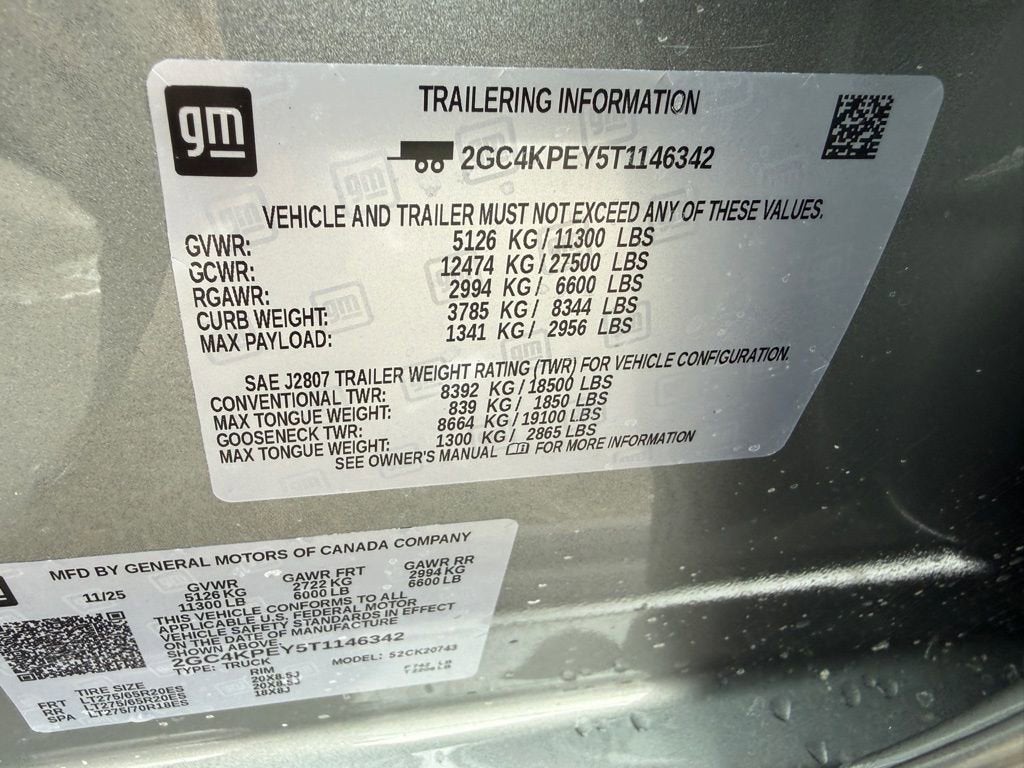 gm
TRAILERING INFORMATION
2GC4KPEY5T1146342
VEHICLE AND TRAILER MUST NOT EXCEED ANY OF THESE VALUES.
GVWR: 5126 KG / 11300 LBS
GCWR: 12474 KG / 27500 LBS
RGAWR: 2994 KG / 6600 LBS
CURB WEIGHT: 3785 KG / 8344 LBS
MAX PAYLOAD: 1341 KG / 2956 LBS
SAE J2807 TRAILER WEIGHT RATING (TWR) FOR VEHICLE CONFIGURATION.
CONVENTIONAL TWR: 8392 KG / 18500 LBS
MAX TONGUE WEIGHT: 839 KG / 1850 LBS
GOOSENECK TWR: 8664 KG / 19100 LBS
MAX TONGUE WEIGHT: 1300 KG / 2865 LBS
SEE OWNER'S MANUAL FOR MORE INFORMATION
MFD BY GENERAL MOTORS OF CANADA COMPANY
11/25 GVWR GAWR FRT GAWR RR
5126 KG 2722 KG 2994 KG
11300 LB 6000 LB 6600 LB
THIS VEHICLE CONFORMS TO ALL
APPLICABLE U.S. FEDERAL MOTOR
VEHICLE SAFETY STANDARDS IN EFFECT
ON THE DATE OF MANUFACTURE
SHOWN ABOVE.
2GC4KPEY5T1146342
TYPE: TRUCK MODEL: 52CK20743
TIRE SIZE RIM
FRT LT275/65R20ES 20X8.5J
RR LT275/65R20ES 20X8.5J
SPA LT275/70R18ES 18X8J